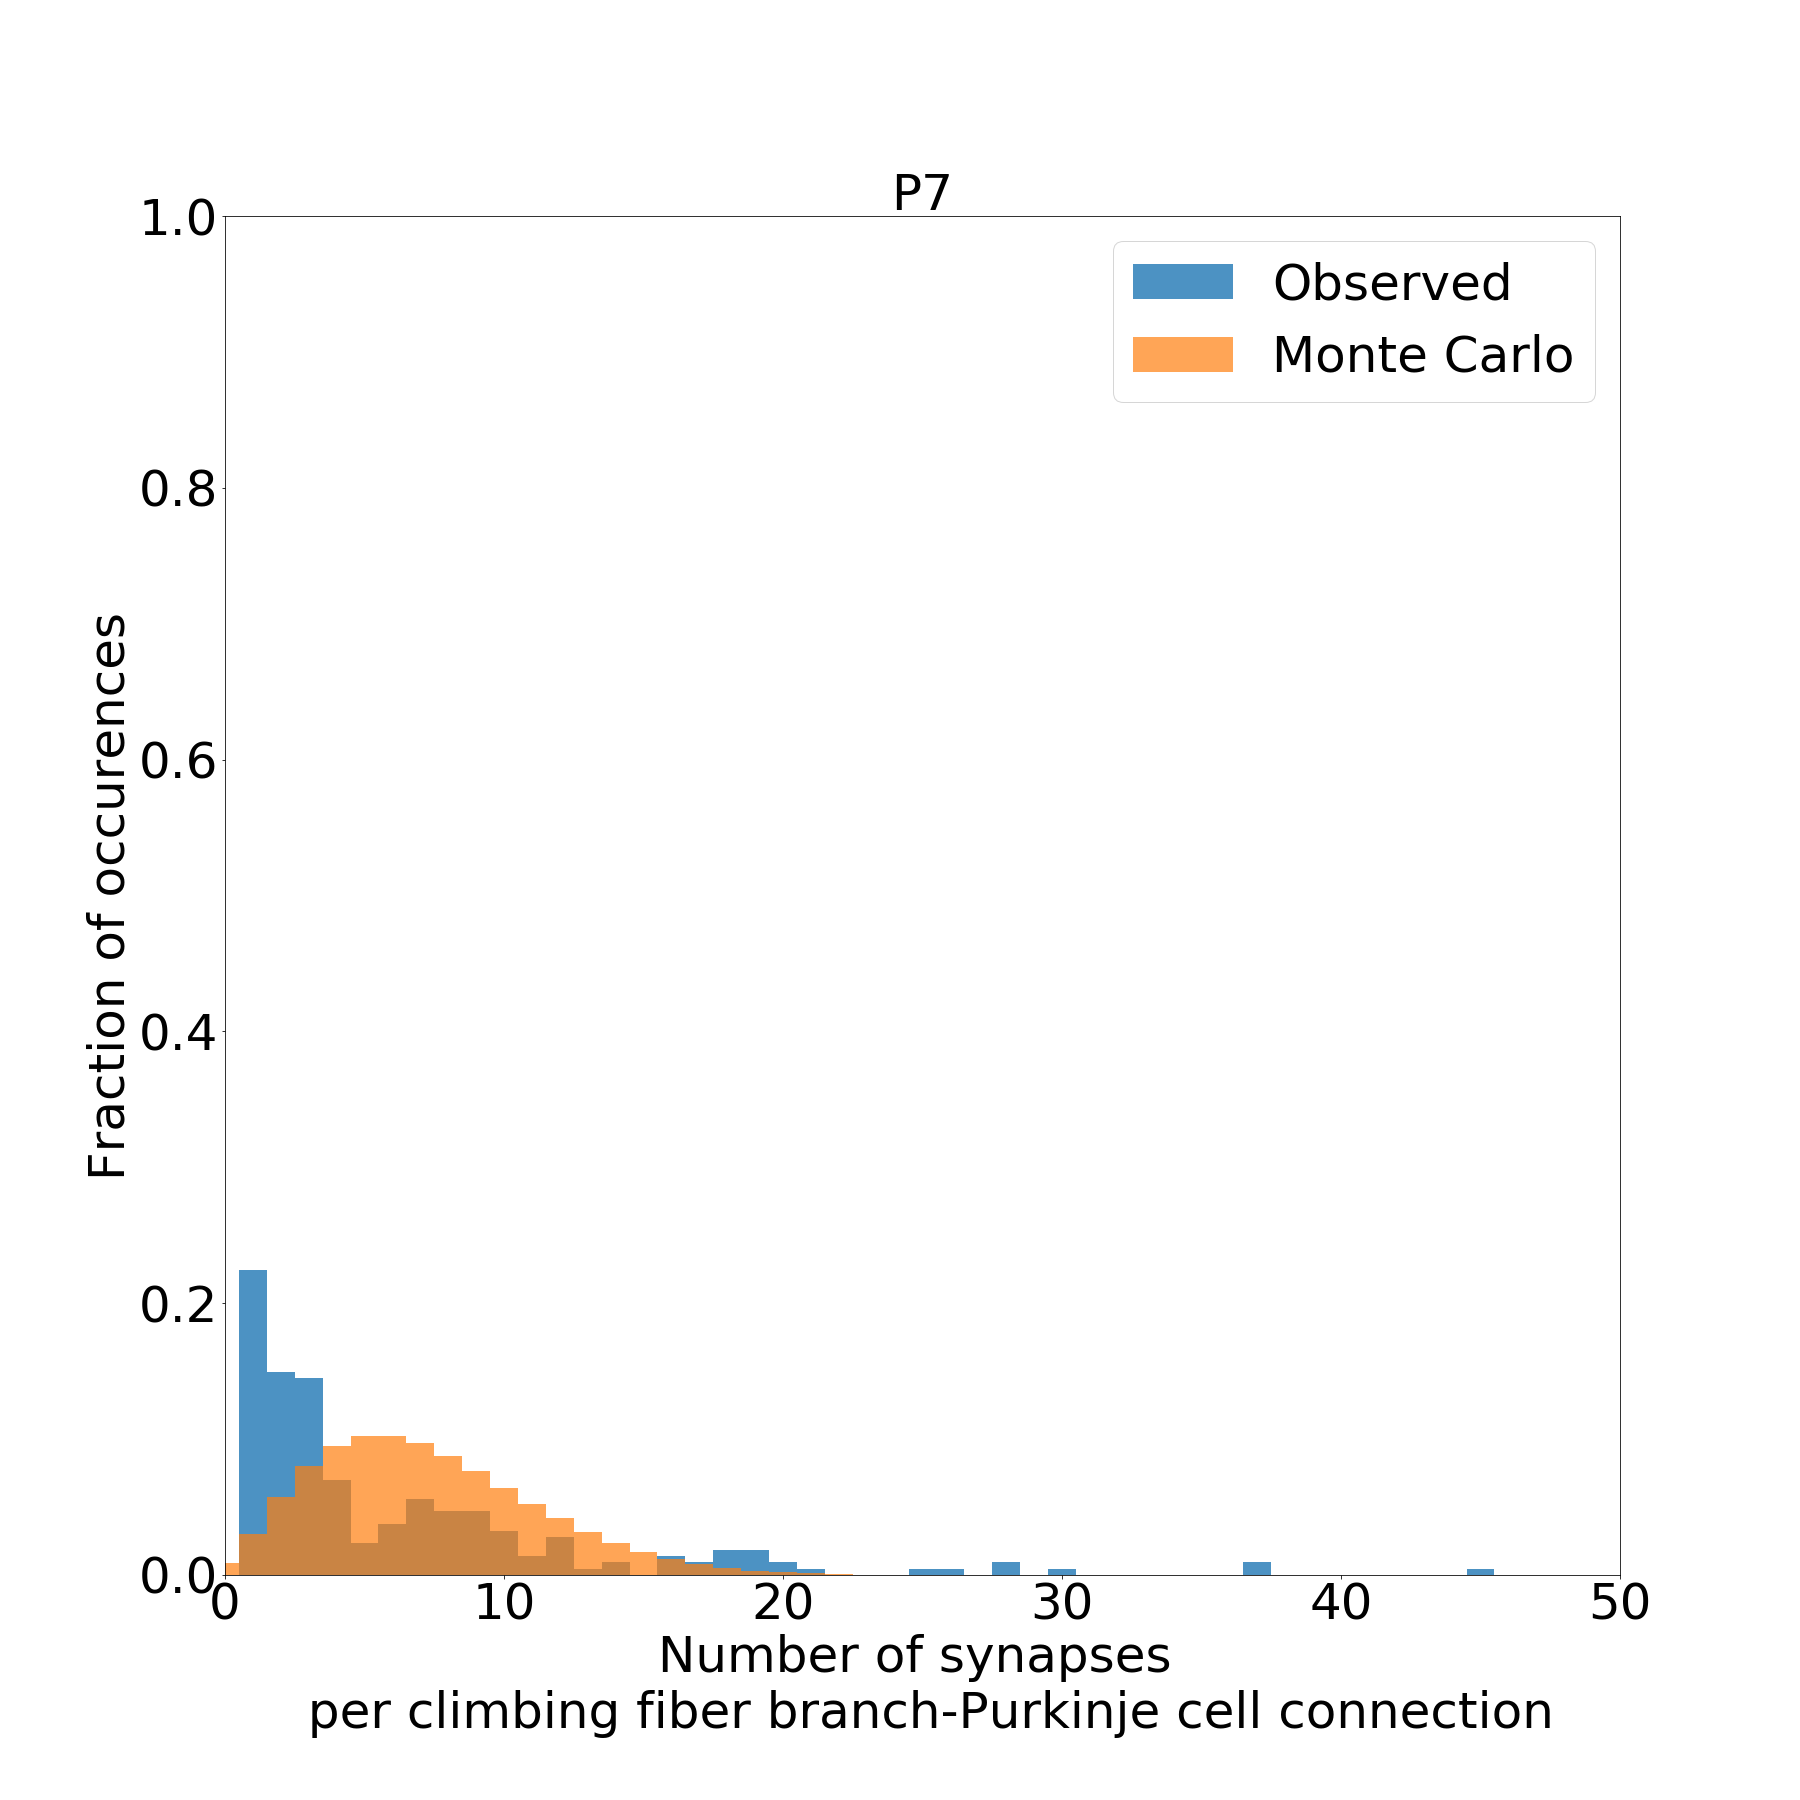 P7
1.0
0.8
0.6
0.4
0.2
0.0
Fraction of occurences
Observed
Monte Carlo
0 10 20 30 40 50
Number of synapses
per climbing fiber branch-Purkinje cell connection